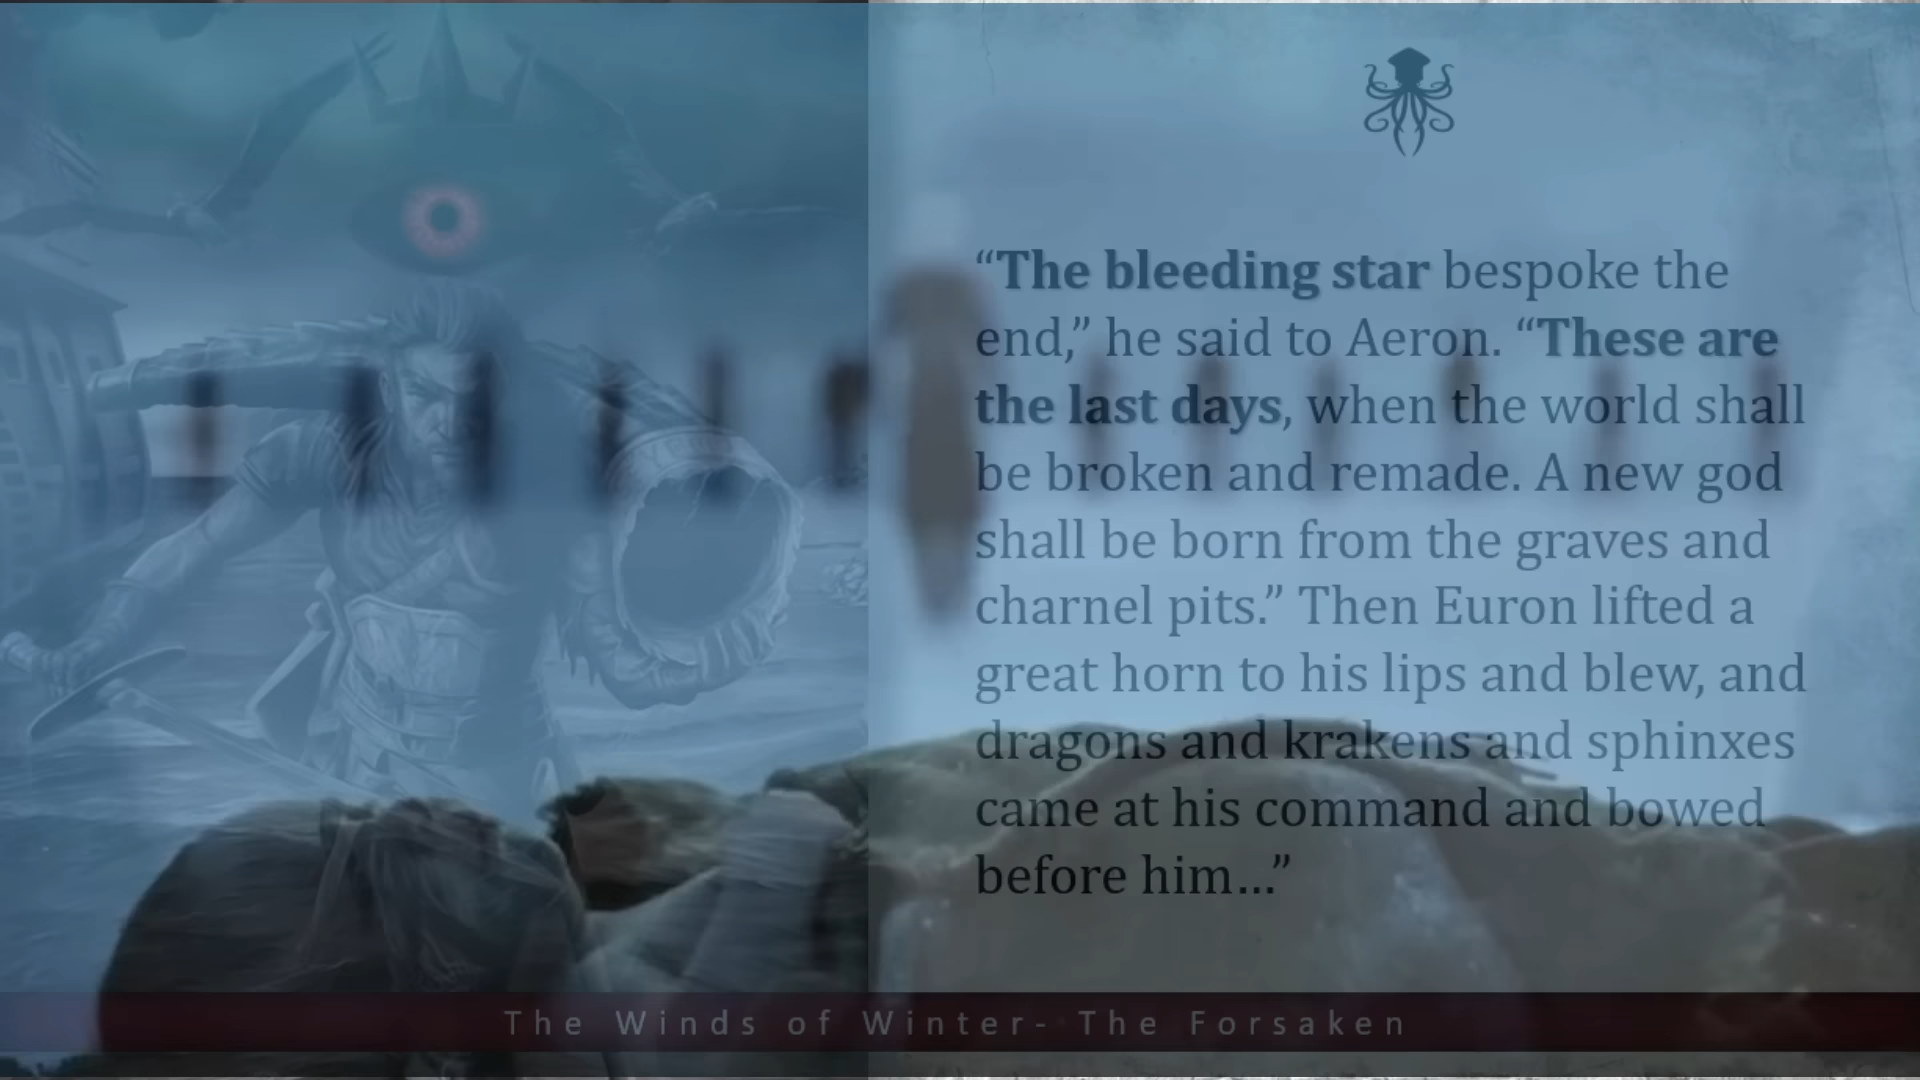 “The bleeding star bespoke the
end,” he said to Aeron. “These are
the last days, when the world shall
be broken and remade. A new god
shall be born from the graves and
charnel pits.” Then Euron lifted a
great horn to his lips and blew, and
dragons and krakens and sphinxes
came at his command and bowed
before him…”
The Winds of Winter- The Forsaken